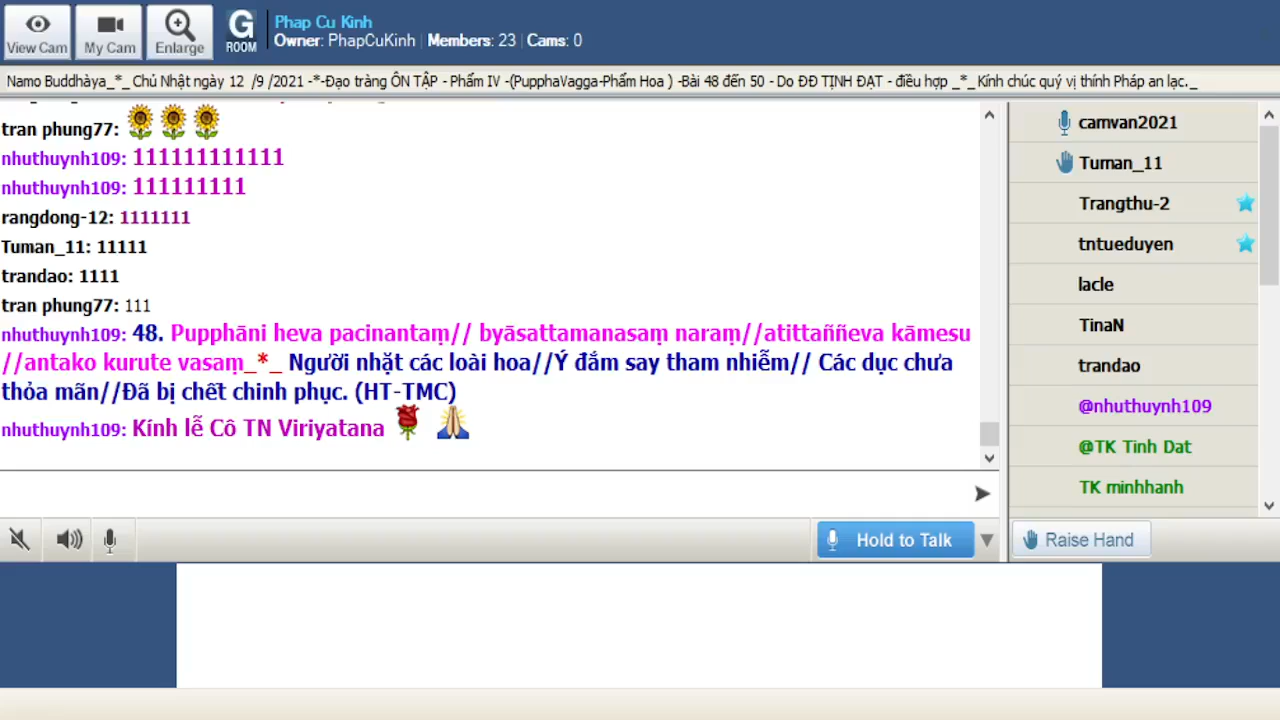 View Cam
My Cam
Enlarge
G
ROOM
Phap Cu Kinh
Owner: PhapCuKinh | Members: 23 | Cams: 0
Namo Buddhàya_*_ Chủ Nhật ngày 12 /9 /2021 -*-Đạo tràng ÔN TẬP - Phẩm IV -(PupphaVagga-Phẩm Hoa ) -Bài 48 đến 50 - Do ĐĐ TỊNH ĐẠT - điều hợp _*_Kính chúc quý vị thính Pháp an lạc._
tran phung77:
nhuthuynh109: 111111111111
nhuthuynh109: 111111111
rangdong-12: 1111111
Tuman_11: 11111
trandao: 1111
tran phung77: 111
nhuthuynh109: 48. Pupphāni heva pacinantaṃ// byāsattamanasaṃ naraṃ//atittaññeva kāmesu
//antako kurute vasaṃ_*_ Người nhặt các loài hoa//Ý đắm say tham nhiễm// Các dục chưa
thỏa mãn//Đã bị chết chinh phục. (HT-TMC)
nhuthuynh109: Kính lễ Cô TN Viriyatana
camvan2021
Tuman_11
Trangthu-2
tntueduyen
lacle
TinaN
trandao
@nhuthuynh109
@TK Tinh Dat
TK minhhanh
Hold to Talk
Raise Hand